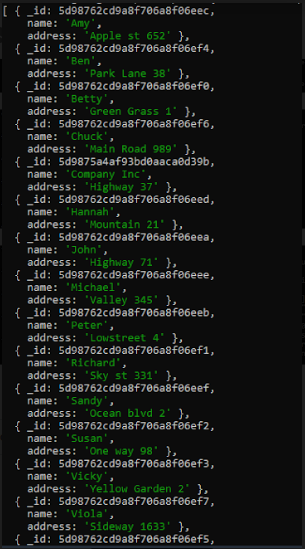 [ { _id: 5d98762cd9a8f706a8f06eec,
name: 'Amy',
address: 'Apple st 652' },
{ _id: 5d98762cd9a8f706a8f06ef4,
name: 'Ben',
address: 'Park Lane 38' },
{ _id: 5d98762cd9a8f706a8f06ef0,
name: 'Betty',
address: 'Green Grass 1' },
{ _id: 5d98762cd9a8f706a8f06ef6,
name: 'Chuck',
address: 'Main Road 989' },
{ _id: 5d9875a4af93bd0aaca0d39b,
name: 'Company Inc',
address: 'Highway 37' },
{ _id: 5d98762cd9a8f706a8f06eed,
name: 'Hannah',
address: 'Mountain 21' },
{ _id: 5d98762cd9a8f706a8f06eea,
name: 'John',
address: 'Highway 71' },
{ _id: 5d98762cd9a8f706a8f06eee,
name: 'Michael',
address: 'Valley 345' },
{ _id: 5d98762cd9a8f706a8f06eeb,
name: 'Peter',
address: 'Lowstreet 4' },
{ _id: 5d98762cd9a8f706a8f06ef1,
name: 'Richard',
address: 'Sky st 331' },
{ _id: 5d98762cd9a8f706a8f06eef,
name: 'Sandy',
address: 'Ocean blvd 2' },
{ _id: 5d98762cd9a8f706a8f06ef2,
name: 'Susan',
address: 'One way 98' },
{ _id: 5d98762cd9a8f706a8f06ef3,
name: 'Vicky',
address: 'Yellow Garden 2' },
{ _id: 5d98762cd9a8f706a8f06ef7,
name: 'Viola',
address: 'Sideway 1633' },
{ _id: 5d98762cd9a8f706a8f06ef5,